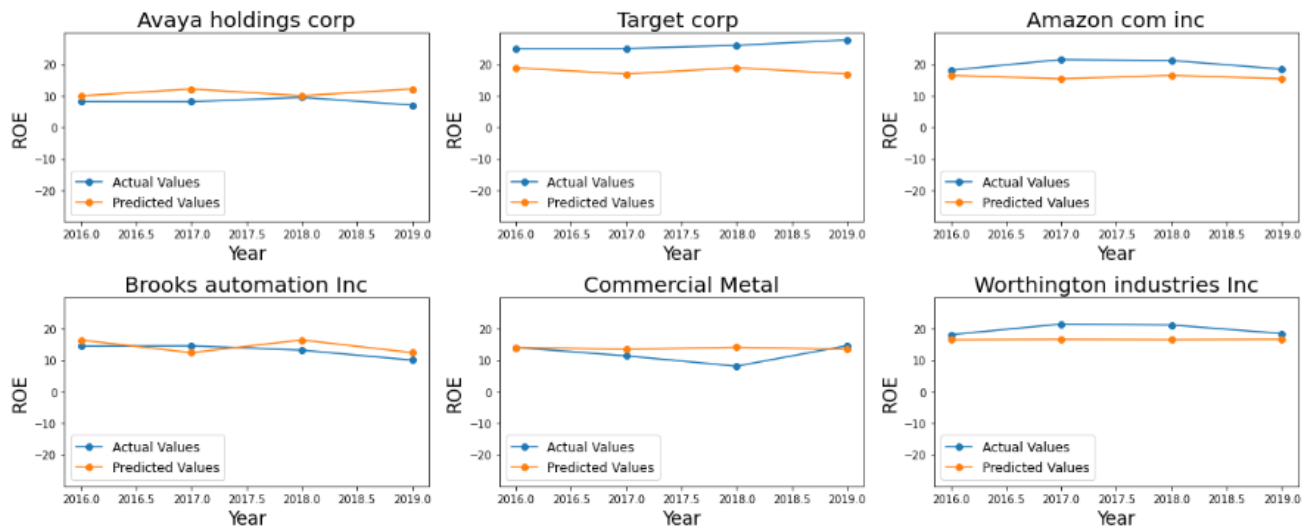 Avaya holdings corp
ROE
20
10
0
−10
−20
Actual Values
Predicted Values
2016.0 2016.5 2017.0 2017.5 2018.0 2018.5 2019.0
Year
Target corp
ROE
20
10
0
−10
−20
Actual Values
Predicted Values
2016.0 2016.5 2017.0 2017.5 2018.0 2018.5 2019.0
Year
Amazon com inc
ROE
20
10
0
−10
−20
Actual Values
Predicted Values
2016.0 2016.5 2017.0 2017.5 2018.0 2018.5 2019.0
Year
Brooks automation Inc
ROE
20
10
0
−10
−20
Actual Values
Predicted Values
2016.0 2016.5 2017.0 2017.5 2018.0 2018.5 2019.0
Year
Commercial Metal
ROE
20
10
0
−10
−20
Actual Values
Predicted Values
2016.0 2016.5 2017.0 2017.5 2018.0 2018.5 2019.0
Year
Worthington industries Inc
ROE
20
10
0
−10
−20
Actual Values
Predicted Values
2016.0 2016.5 2017.0 2017.5 2018.0 2018.5 2019.0
Year